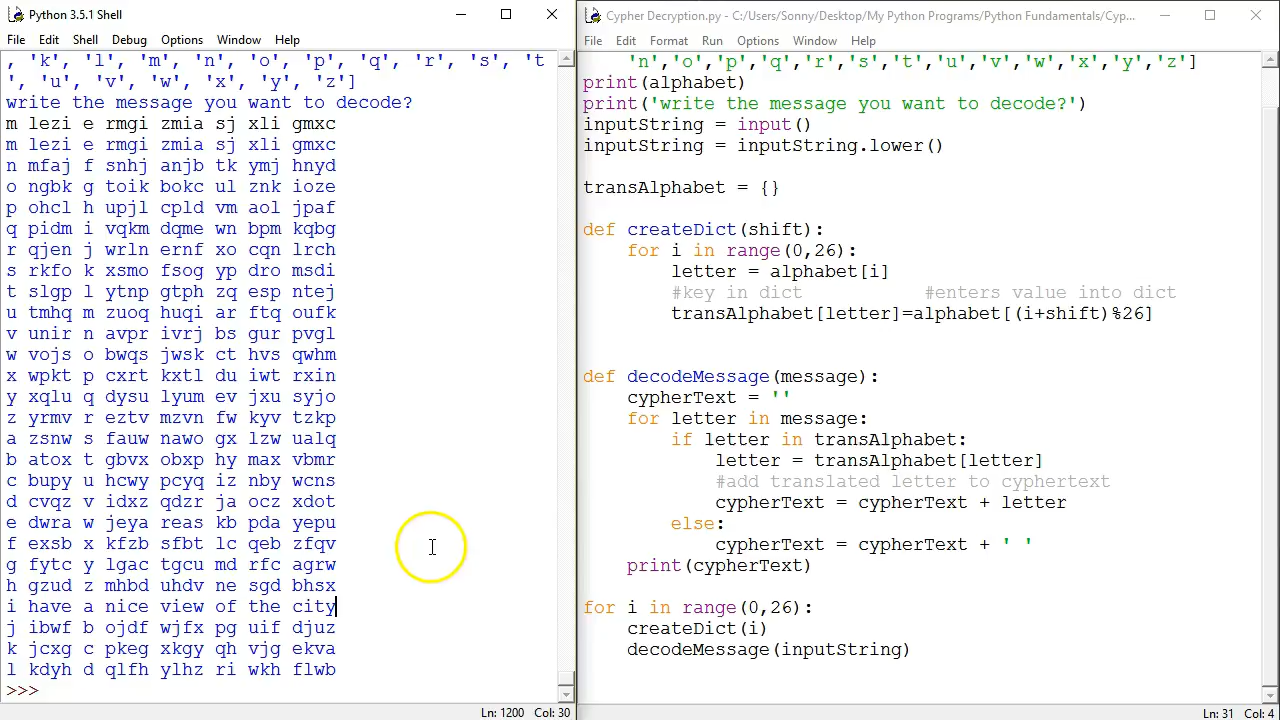 Python 3.5.1 Shell
File Edit Shell Debug Options Window Help
, 'k', 'l', 'm', 'n', 'o', 'p', 'q', 'r', 's', 't
', 'u', 'v', 'w', 'x', 'y', 'z']
write the message you want to decode?
m lezi e rmgi zmia sj xli gmxc
m lezi e rmgi zmia sj xli gmxc
n mfaj f snhj anjb tk ymj hnyd
o ngbk g toik bokc ul znk ioze
p ohcl h upjl cpld vm aol jpaf
q pidm i vqkm dqme wn bpm kqbg
r qjen j wrln ernf xo cqn lrch
s rkfo k xsmo fsog yp dro msdi
t slgp l ytnp gtph zq esp ntej
u tmhq m zuoq huqi ar ftq oufk
v unir n avpr ivrj bs gur pvgl
w vojs o bwqs jwsk ct hvs qwhm
x wpkt p cxrt kxtl du iwt rxin
y xqlu q dysu lyum ev jxu syjo
z yrmv r eztv mzvn fw kyv tzkp
a zsnw s fauw nawo gx lzw ualq
b atox t gbvx obxp hy max vbmr
c bupy u hcwy pcyq iz nby wcns
d cvqz v idxz qdzr ja ocz xdot
e dwra w jeya reas kb pda yepu
f exsb x kfzb sfbt lc qeb zfqv
g fytc y lgac tgcu md rfc agrw
h gzud z mhbd uhdv ne sgd bhsx
i have a nice view of the city
j ibwf b ojdf wjfx pg uif djuz
k jcxg c pkeg xkgy qh vjg ekva
l kdyh d qlfh ylhz ri wkh flwb
>>>
Ln: 1200 Col: 30
Cypher Decryption.py - C:/Users/Sonny/Desktop/My Python Programs/Python Fundamentals/Cyp...
File Edit Format Run Options Window Help
'n','o','p','q','r','s','t','u','v','w','x','y','z']
print(alphabet)
print('write the message you want to decode?')
inputString = input()
inputString = inputString.lower()
transAlphabet = {}
def createDict(shift):
for i in range(0,26):
letter = alphabet[i]
#key in dict #enters value into dict
transAlphabet[letter]=alphabet[(i+shift)%26]
def decodeMessage(message):
cypherText = ''
for letter in message:
if letter in transAlphabet:
letter = transAlphabet[letter]
#add translated letter to cyphertext
cypherText = cypherText + letter
else:
cypherText = cypherText + ' '
print(cypherText)
for i in range(0,26):
createDict(i)
decodeMessage(inputString)
Ln: 31 Col: 4